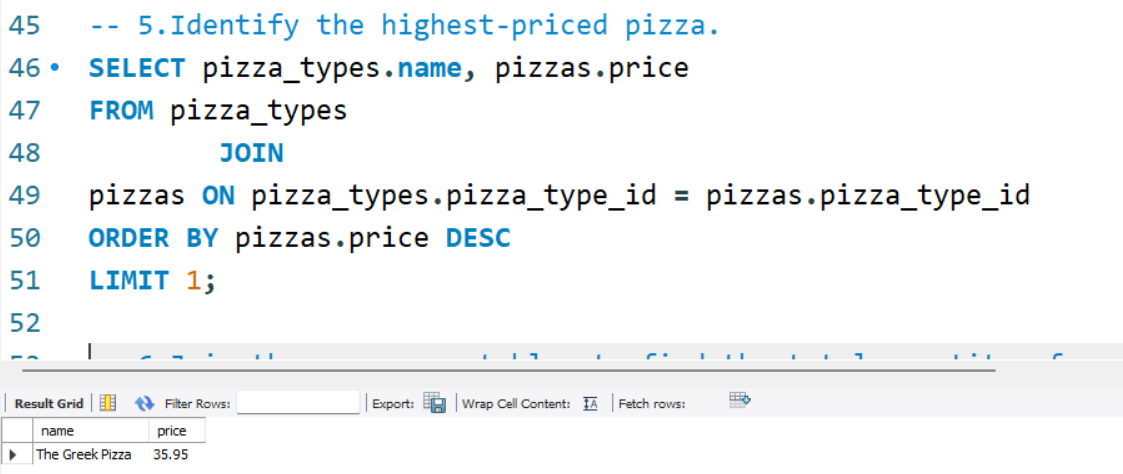 45 -- 5.Identify the highest-priced pizza.
46 SELECT pizza_types.name, pizzas.price
47 FROM pizza_types
48 JOIN
49 pizzas ON pizza_types.pizza_type_id = pizzas.pizza_type_id
50 ORDER BY pizzas.price DESC
51 LIMIT 1;
52
Result Grid Filter Rows: Export: Wrap Cell Content: Fetch rows:
name price
The Greek Pizza 35.95